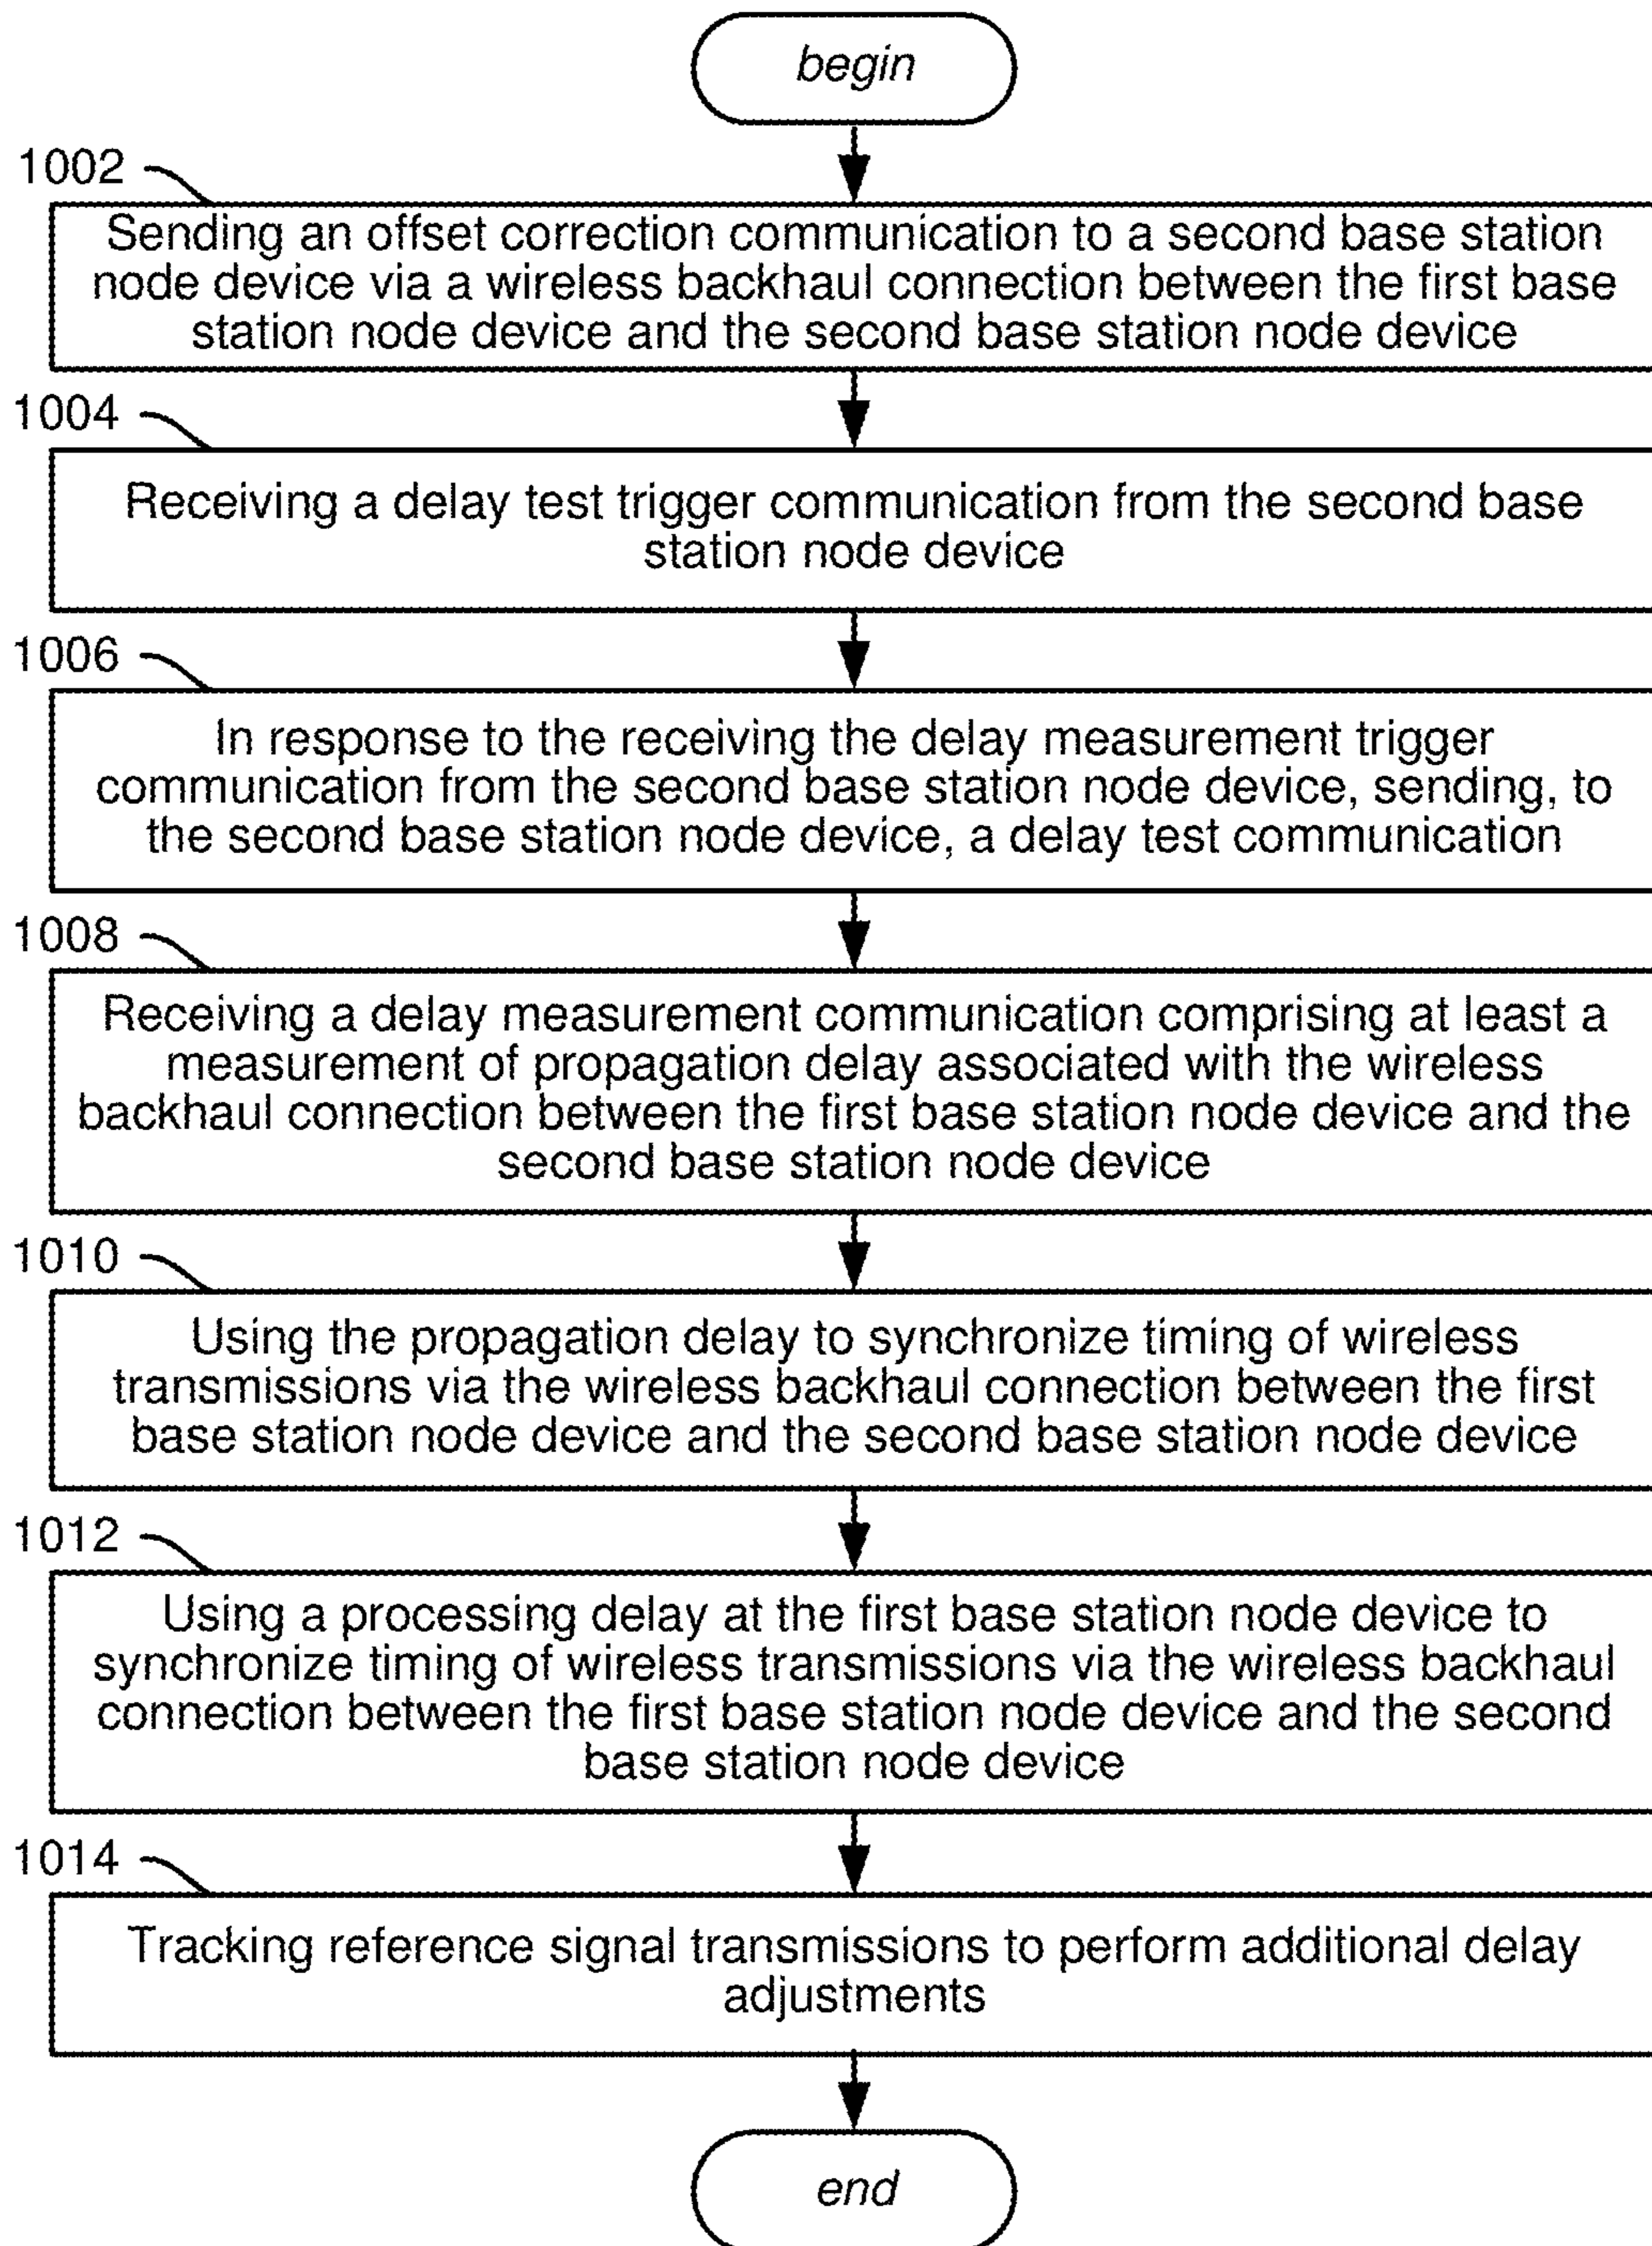 begin
1002
Sending an offset correction communication to a second base station
node device via a wireless backhaul connection between the first base
station node device and the second base station node device
1004
Receiving a delay test trigger communication from the second base
station node device
1006
In response to the receiving the delay measurement trigger
communication from the second base station node device, sending, to
the second base station node device, a delay test communication
1008
Receiving a delay measurement communication comprising at least a
measurement of propagation delay associated with the wireless
backhaul connection between the first base station node device and the
second base station node device
1010
Using the propagation delay to synchronize timing of wireless
transmissions via the wireless backhaul connection between the first
base station node device and the second base station node device
1012
Using a processing delay at the first base station node device to
synchronize timing of wireless transmissions via the wireless backhaul
connection between the first base station node device and the second
base station node device
1014
Tracking reference signal transmissions to perform additional delay
adjustments
end